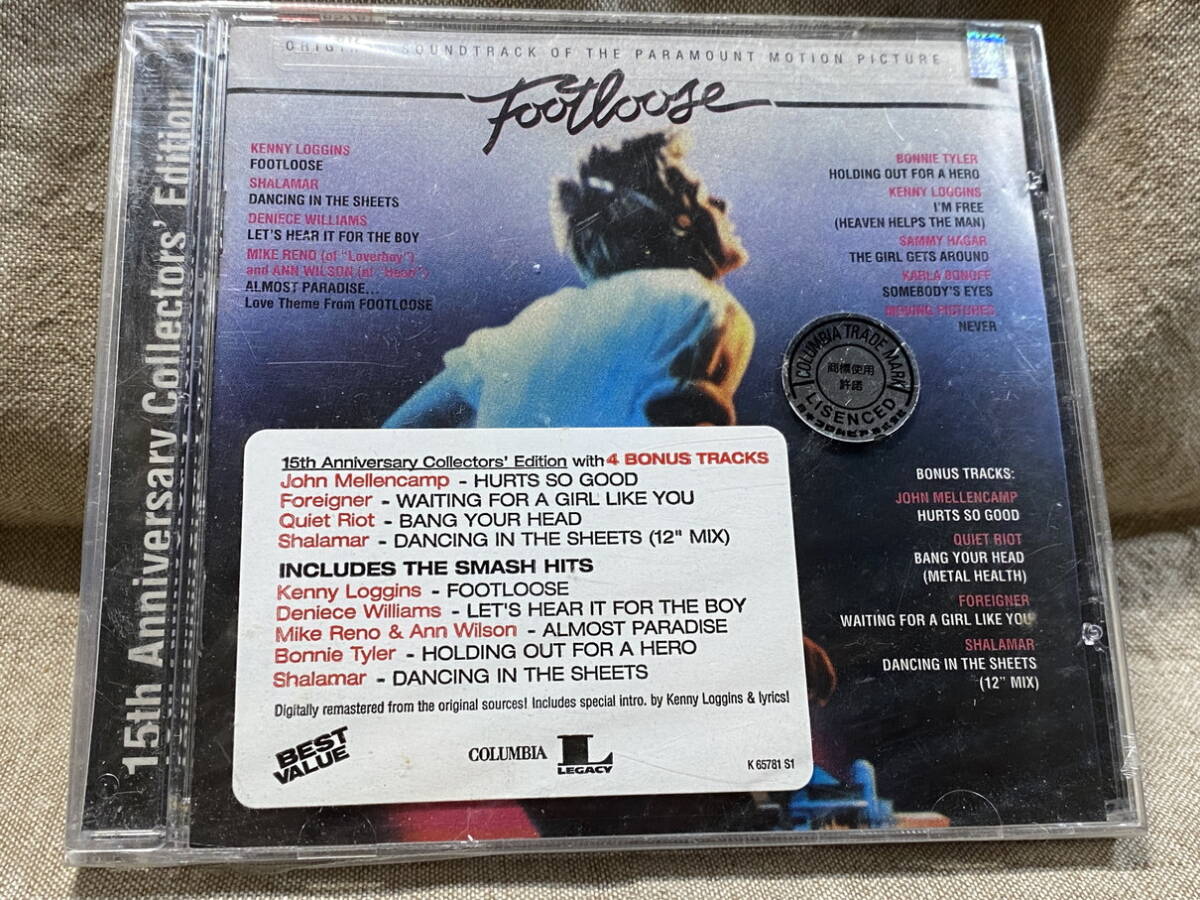 ORIGINAL SOUNDTRACK OF THE PARAMOUNT MOTION PICTURE
Footloose
15th Anniversary Collectors' Edition
KENNY LOGGINS
FOOTLOOSE
SHALAMAR
DANCING IN THE SHEETS
DENIECE WILLIAMS
LET'S HEAR IT FOR THE BOY
MIKE RENO (of "Loverboy")
and ANN WILSON (of "Heart")
ALMOST PARADISE...
Love Theme From FOOTLOOSE
BONNIE TYLER
HOLDING OUT FOR A HERO
KENNY LOGGINS
I'M FREE
(HEAVEN HELPS THE MAN)
SAMMY HAGAR
THE GIRL GETS AROUND
KARLA BONOFF
SOMEBODY'S EYES
MOVING PICTURES
NEVER
COLUMBIA TRADE MARK
商標使用
許諾
LISENCED
BONUS TRACKS:
JOHN MELLENCAMP
HURTS SO GOOD
QUIET RIOT
BANG YOUR HEAD
(METAL HEALTH)
FOREIGNER
WAITING FOR A GIRL LIKE YOU
SHALAMAR
DANCING IN THE SHEETS
(12" MIX)
15th Anniversary Collectors' Edition with 4 BONUS TRACKS
John Mellencamp - HURTS SO GOOD
Foreigner - WAITING FOR A GIRL LIKE YOU
Quiet Riot - BANG YOUR HEAD
Shalamar - DANCING IN THE SHEETS (12" MIX)
INCLUDES THE SMASH HITS
Kenny Loggins - FOOTLOOSE
Deniece Williams - LET'S HEAR IT FOR THE BOY
Mike Reno & Ann Wilson - ALMOST PARADISE
Bonnie Tyler - HOLDING OUT FOR A HERO
Shalamar - DANCING IN THE SHEETS
Digitally remastered from the original sources! Includes special intro. by Kenny Loggins & lyrics!
BEST
VALUE
COLUMBIA
L
LEGACY
K 65781 S1